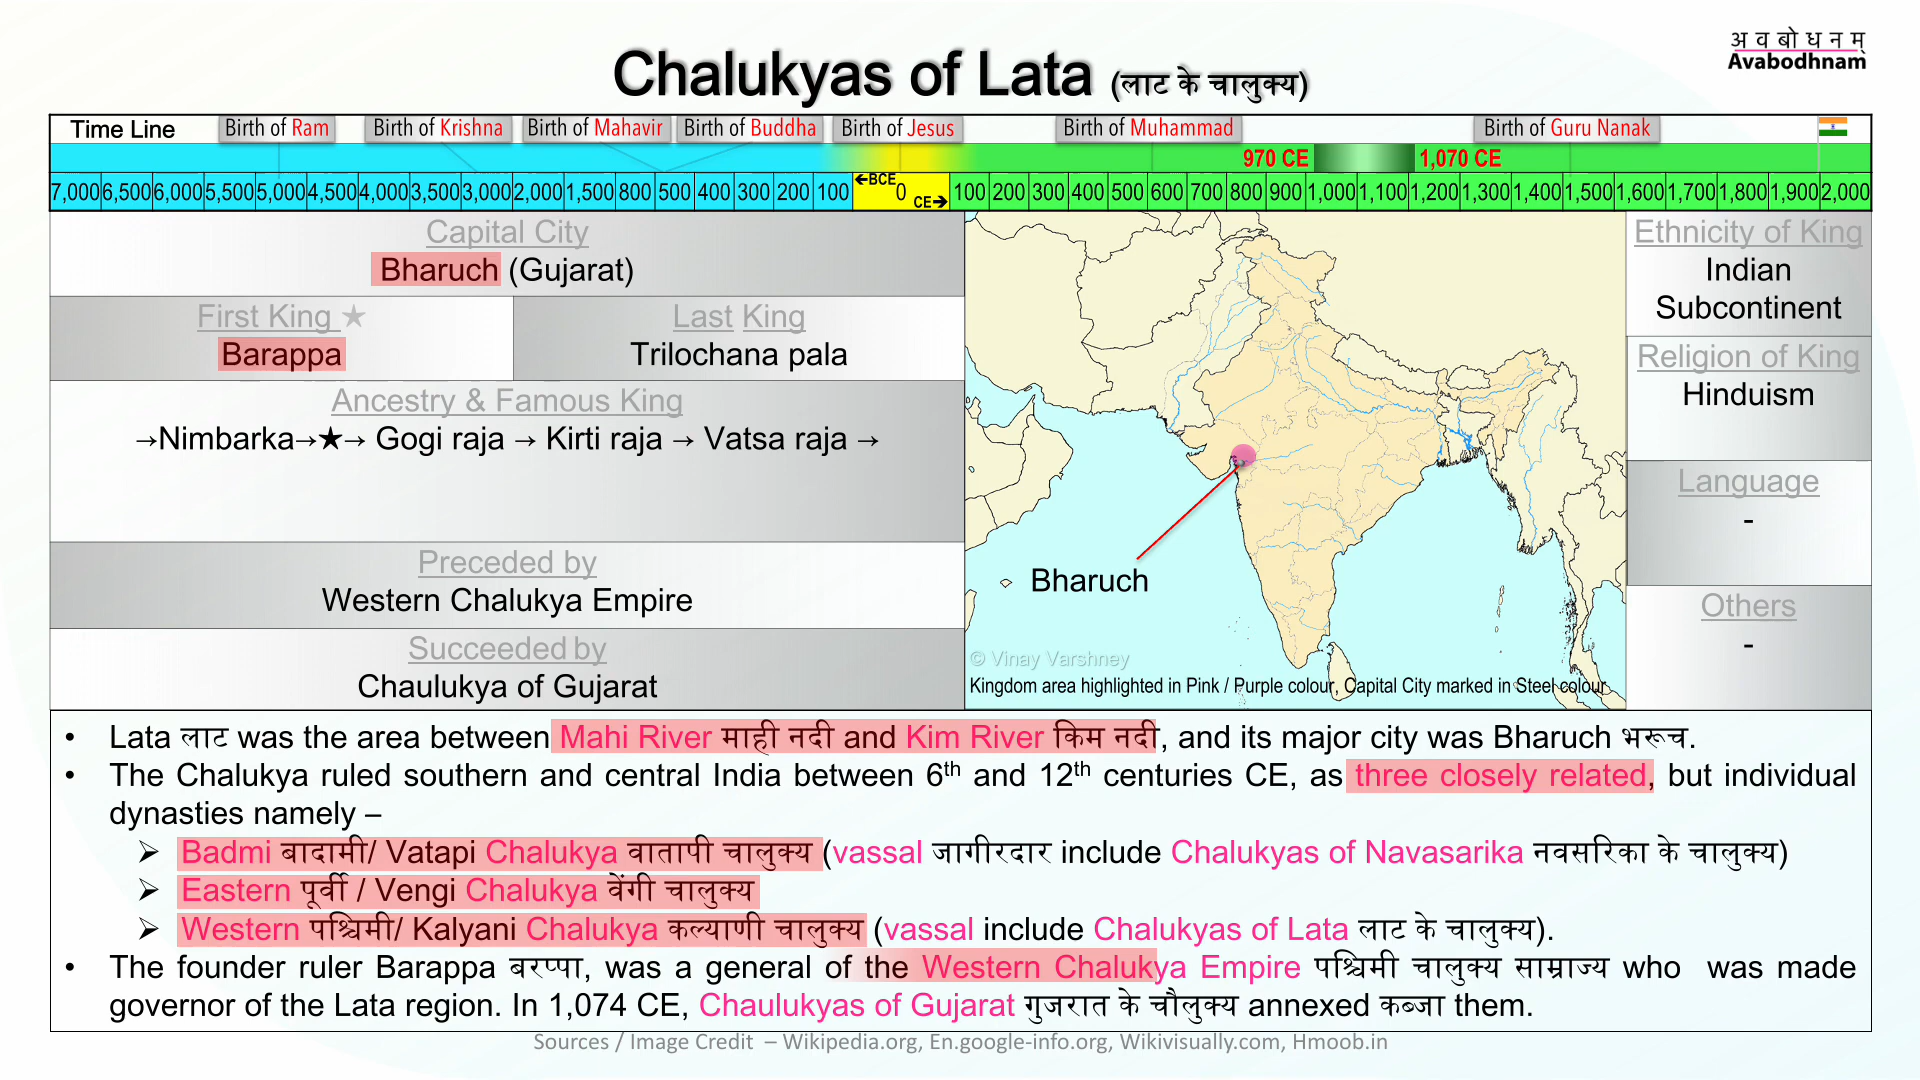 अ व बो ध न म्
Avabodhnam
Chalukyas of Lata (लाट के चालुक्य)
Time Line
Birth of Ram
Birth of Krishna
Birth of Mahavir
Birth of Buddha
Birth of Jesus
Birth of Muhammad
Birth of Guru Nanak
970 CE
1,070 CE
7,000 6,500 6,000 5,500 5,000 4,500 4,000 3,500 3,000 2,000 1,500 800 500 400 300 200 100 ←BCE 0 CE→ 100 200 300 400 500 600 700 800 900 1,000 1,100 1,200 1,300 1,400 1,500 1,600 1,700 1,800 1,900 2,000
Capital City
Bharuch (Gujarat)
First King ★
Barappa
Last King
Trilochana pala
Ancestry & Famous King
→Nimbarka→★→ Gogi raja → Kirti raja → Vatsa raja →
Preceded by
Western Chalukya Empire
Succeeded by
Chaulukya of Gujarat
Bharuch
© Vinay Varshney
Kingdom area highlighted in Pink / Purple colour, Capital City marked in Steel colour
Ethnicity of King
Indian
Subcontinent
Religion of King
Hinduism
Language
-
Others
-
• Lata लाट was the area between Mahi River माही नदी and Kim River किम नदी, and its major city was Bharuch भरूच.
• The Chalukya ruled southern and central India between 6th and 12th centuries CE, as three closely related, but individual
dynasties namely –
➢ Badmi बादामी/ Vatapi Chalukya वातापी चालुक्य (vassal जागीरदार include Chalukyas of Navasarika नवसरिका के चालुक्य)
➢ Eastern पूर्वी / Vengi Chalukya वेंगी चालुक्य
➢ Western पश्चिमी/ Kalyani Chalukya कल्याणी चालुक्य (vassal include Chalukyas of Lata लाट के चालुक्य).
• The founder ruler Barappa बरप्पा, was a general of the Western Chalukya Empire पश्चिमी चालुक्य साम्राज्य who was made
governor of the Lata region. In 1,074 CE, Chaulukyas of Gujarat गुजरात के चौलुक्य annexed कब्जा them.
Sources / Image Credit – Wikipedia.org, En.google-info.org, Wikivisually.com, Hmoob.in